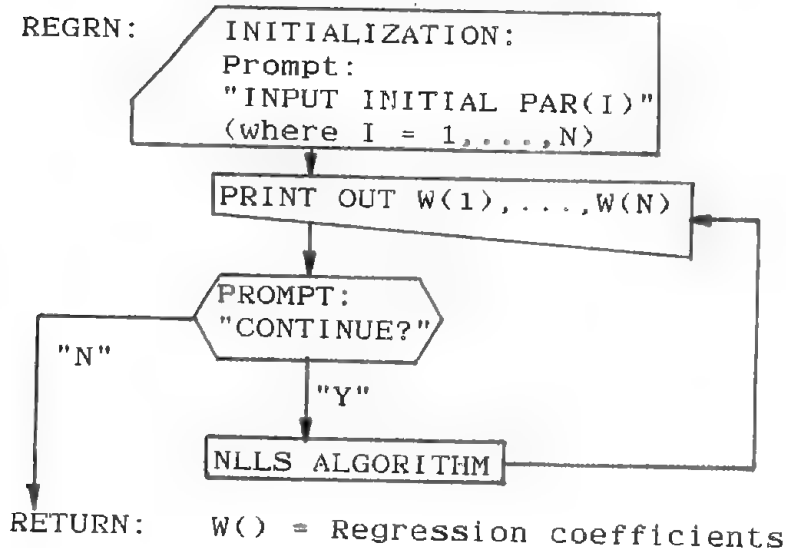 REGRN:
INITIALIZATION:
Prompt:
"INPUT INITIAL PAR(I)"
(where I = 1,...,N)
PRINT OUT W(1),...,W(N)
PROMPT:
"CONTINUE?"
"N"
"Y"
NLLS ALGORITHM
RETURN: W() = Regression coefficients